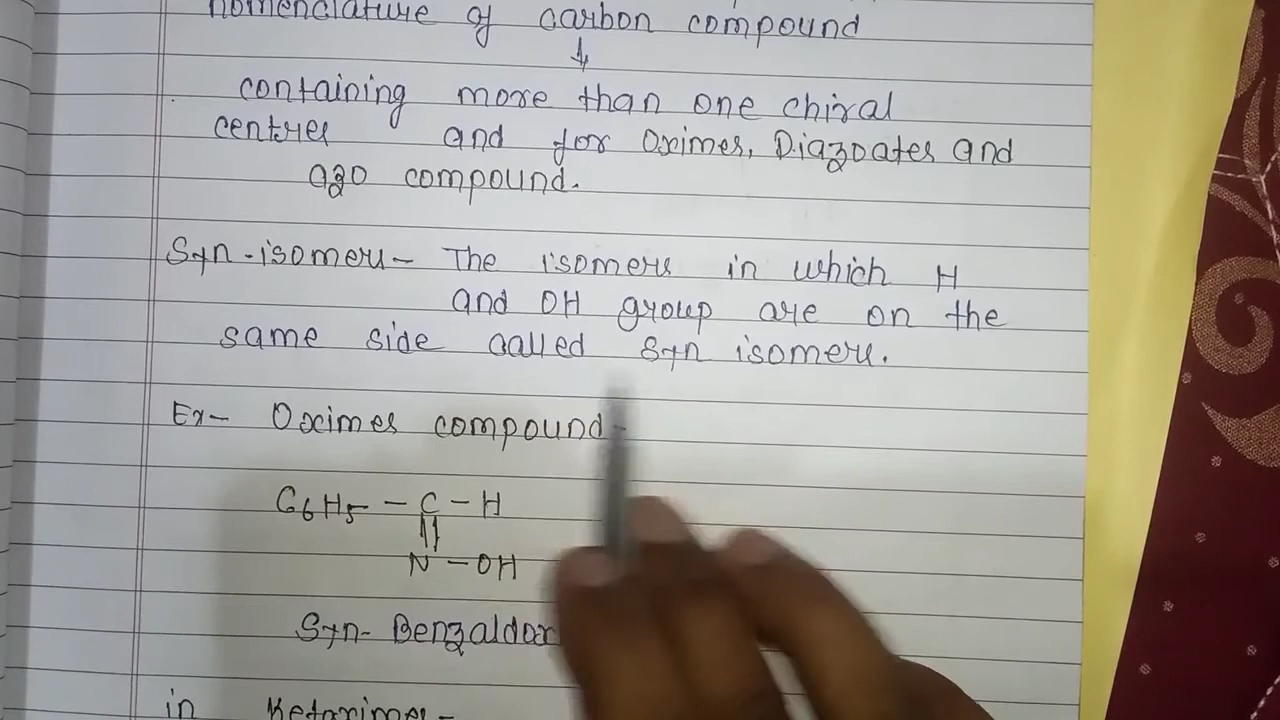 nomenclature of carbon compound
↓
containing more than one chiral
centres and for Oximes, Diazoates and
azo compound.
Syn-isomers- The isomers in which H
and OH group are on the
same side called syn isomers.
Ex- Oximes compound-
C6H5 - C - H
||
N - OH
Syn- Benzaldox
in Ketoximes-